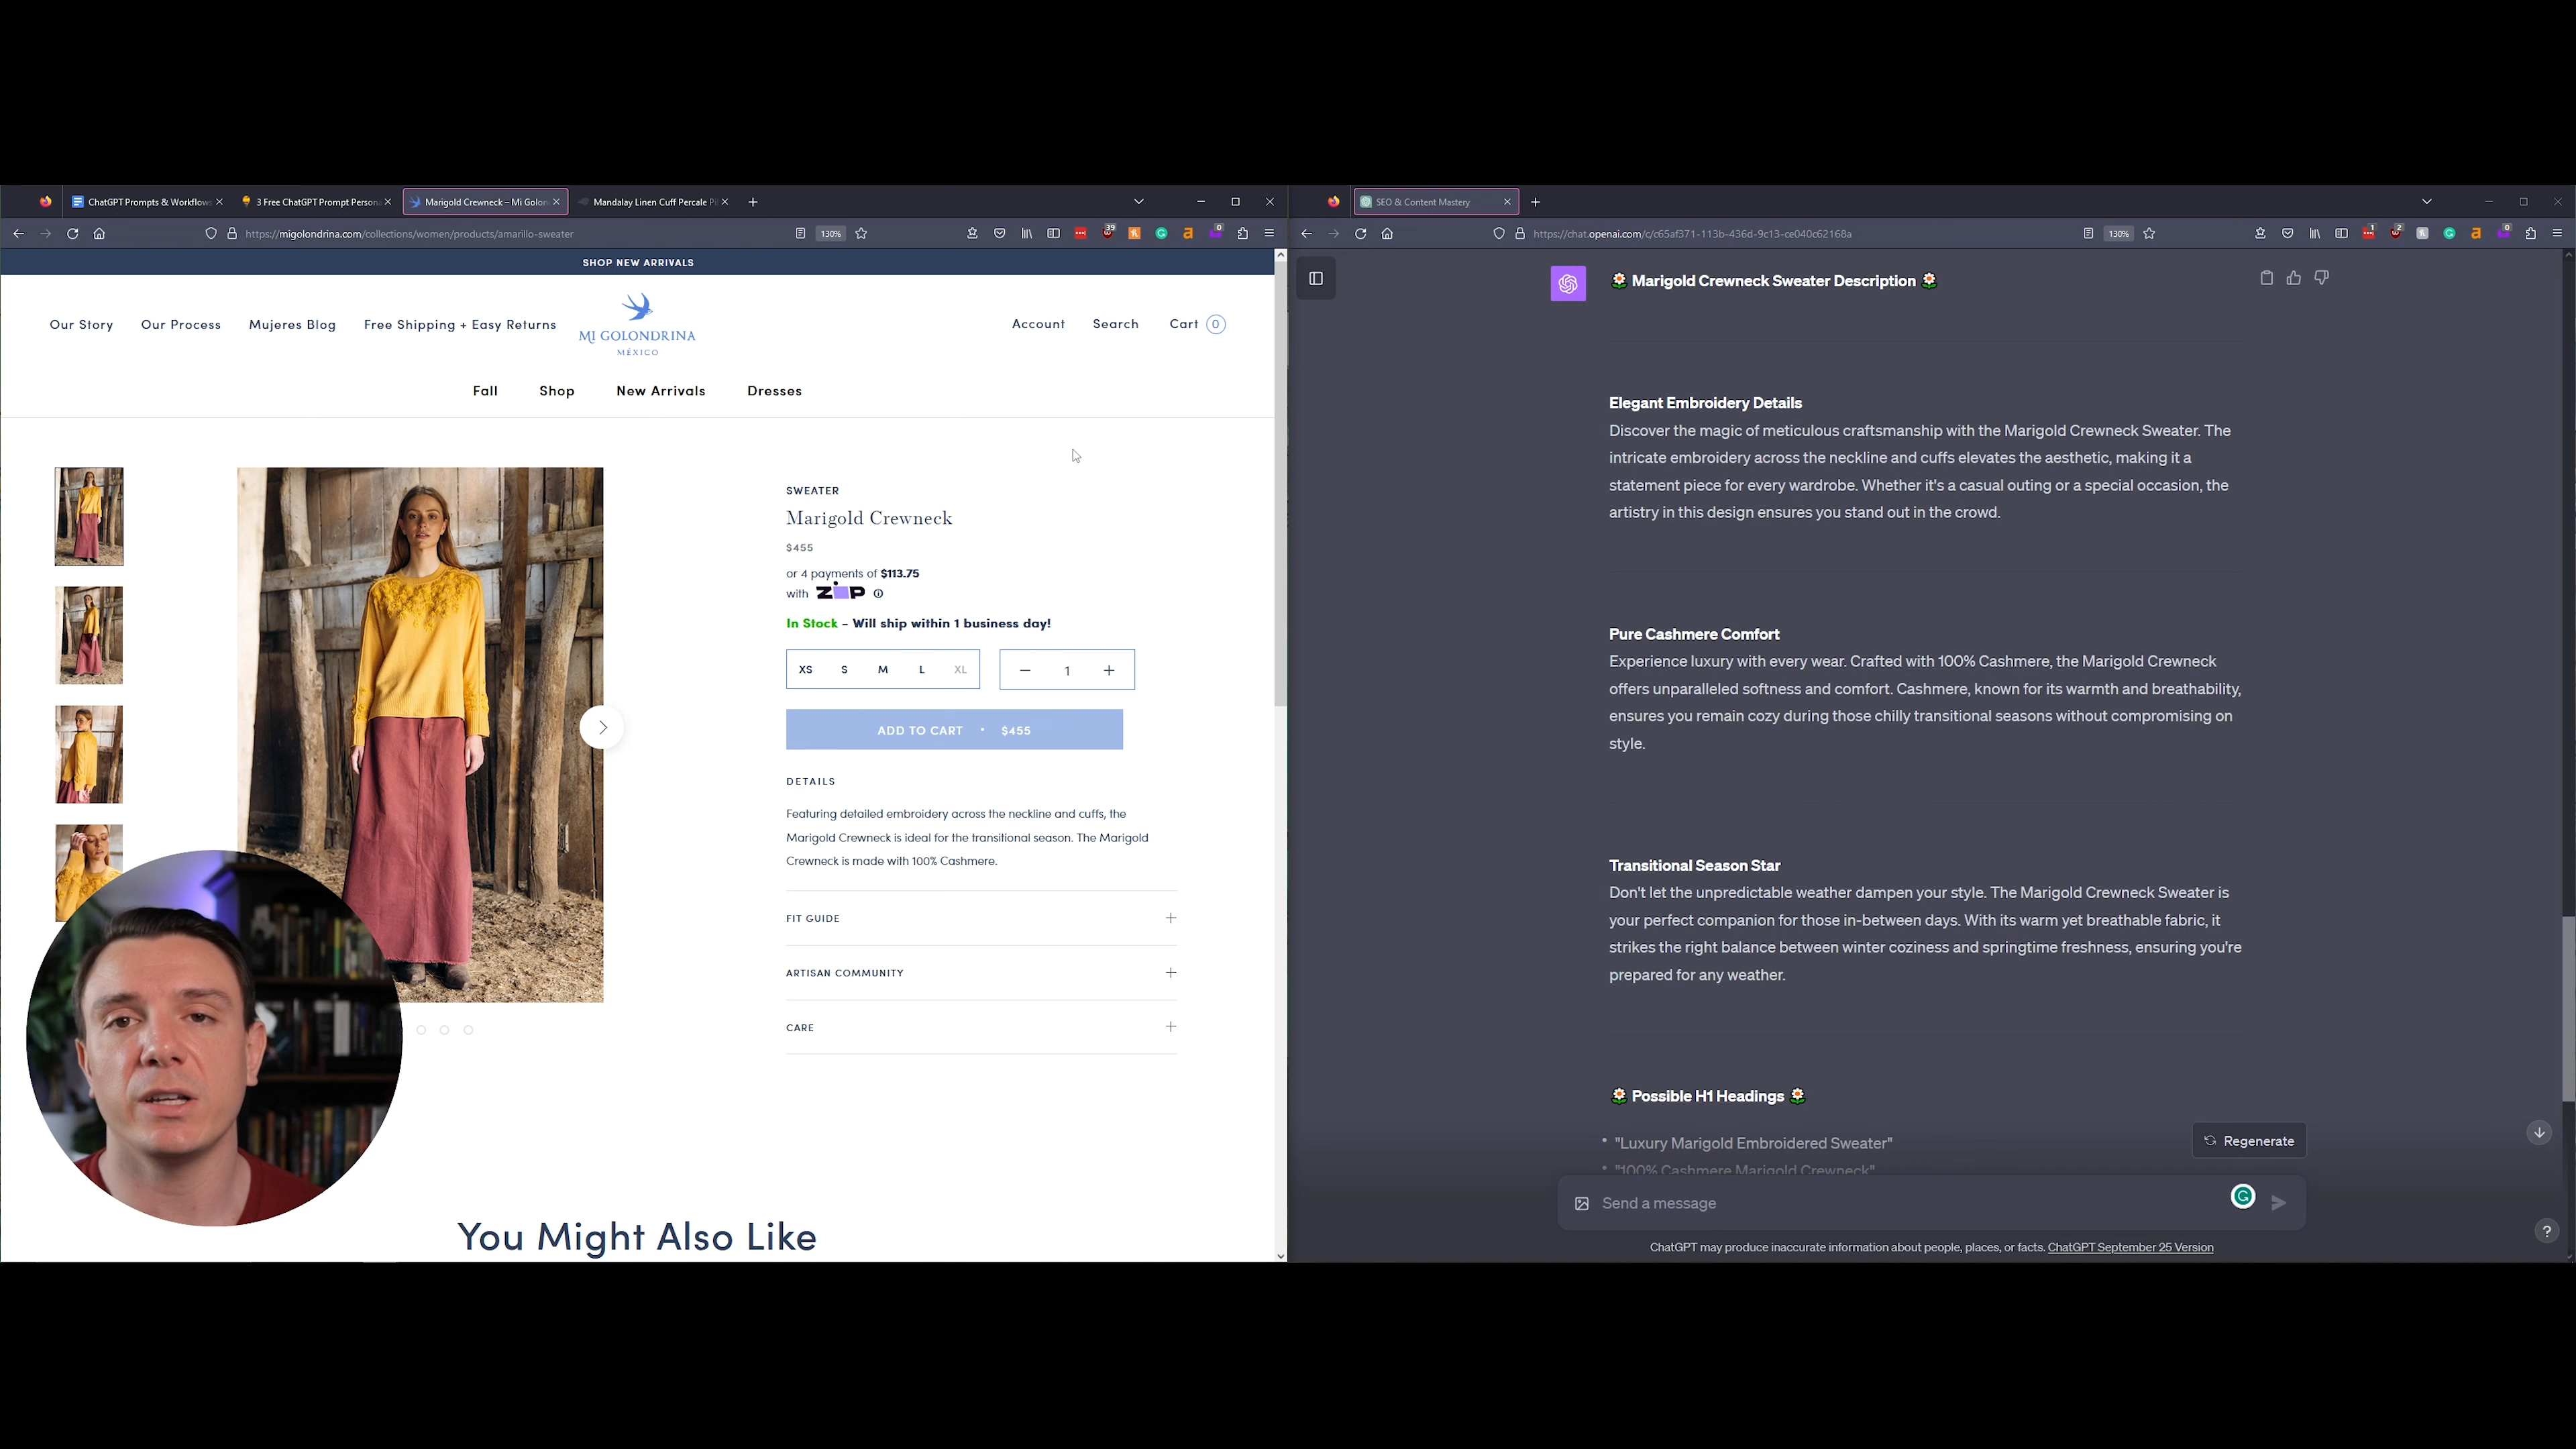 ChatGPT Prompts & Workflows
3 Free ChatGPT Prompt Person
Marigold Crewneck – Mi Golon
Mandalay Linen Cuff Percale P
https://migolondrina.com/collections/women/products/amarillo-sweater
130%
39
0
SHOP NEW ARRIVALS
Our Story
Our Process
Mujeres Blog
Free Shipping + Easy Returns
MI GOLONDRINA
MÉXICO
Account
Search
Cart 0
Fall
Shop
New Arrivals
Dresses
SWEATER
Marigold Crewneck
$455
or 4 payments of $113.75
with ZIP
In Stock - Will ship within 1 business day!
XS S M L XL
— 1 +
ADD TO CART • $455
DETAILS
Featuring detailed embroidery across the neckline and cuffs, the
Marigold Crewneck is ideal for the transitional season. The Marigold
Crewneck is made with 100% Cashmere.
FIT GUIDE
ARTISAN COMMUNITY
CARE
You Might Also Like
SEO & Content Mastery
https://chat.openai.com/c/c65af371-113b-436d-9c13-ce040c62168a
130%
1
2
0
Marigold Crewneck Sweater Description
Elegant Embroidery Details
Discover the magic of meticulous craftsmanship with the Marigold Crewneck Sweater. The
intricate embroidery across the neckline and cuffs elevates the aesthetic, making it a
statement piece for every wardrobe. Whether it's a casual outing or a special occasion, the
artistry in this design ensures you stand out in the crowd.
Pure Cashmere Comfort
Experience luxury with every wear. Crafted with 100% Cashmere, the Marigold Crewneck
offers unparalleled softness and comfort. Cashmere, known for its warmth and breathability,
ensures you remain cozy during those chilly transitional seasons without compromising on
style.
Transitional Season Star
Don't let the unpredictable weather dampen your style. The Marigold Crewneck Sweater is
your perfect companion for those in-between days. With its warm yet breathable fabric, it
strikes the right balance between winter coziness and springtime freshness, ensuring you're
prepared for any weather.
Possible H1 Headings
• "Luxury Marigold Embroidered Sweater"
• "100% Cashmere Marigold Crewneck"
Regenerate
Send a message
?
ChatGPT may produce inaccurate information about people, places, or facts. ChatGPT September 25 Version